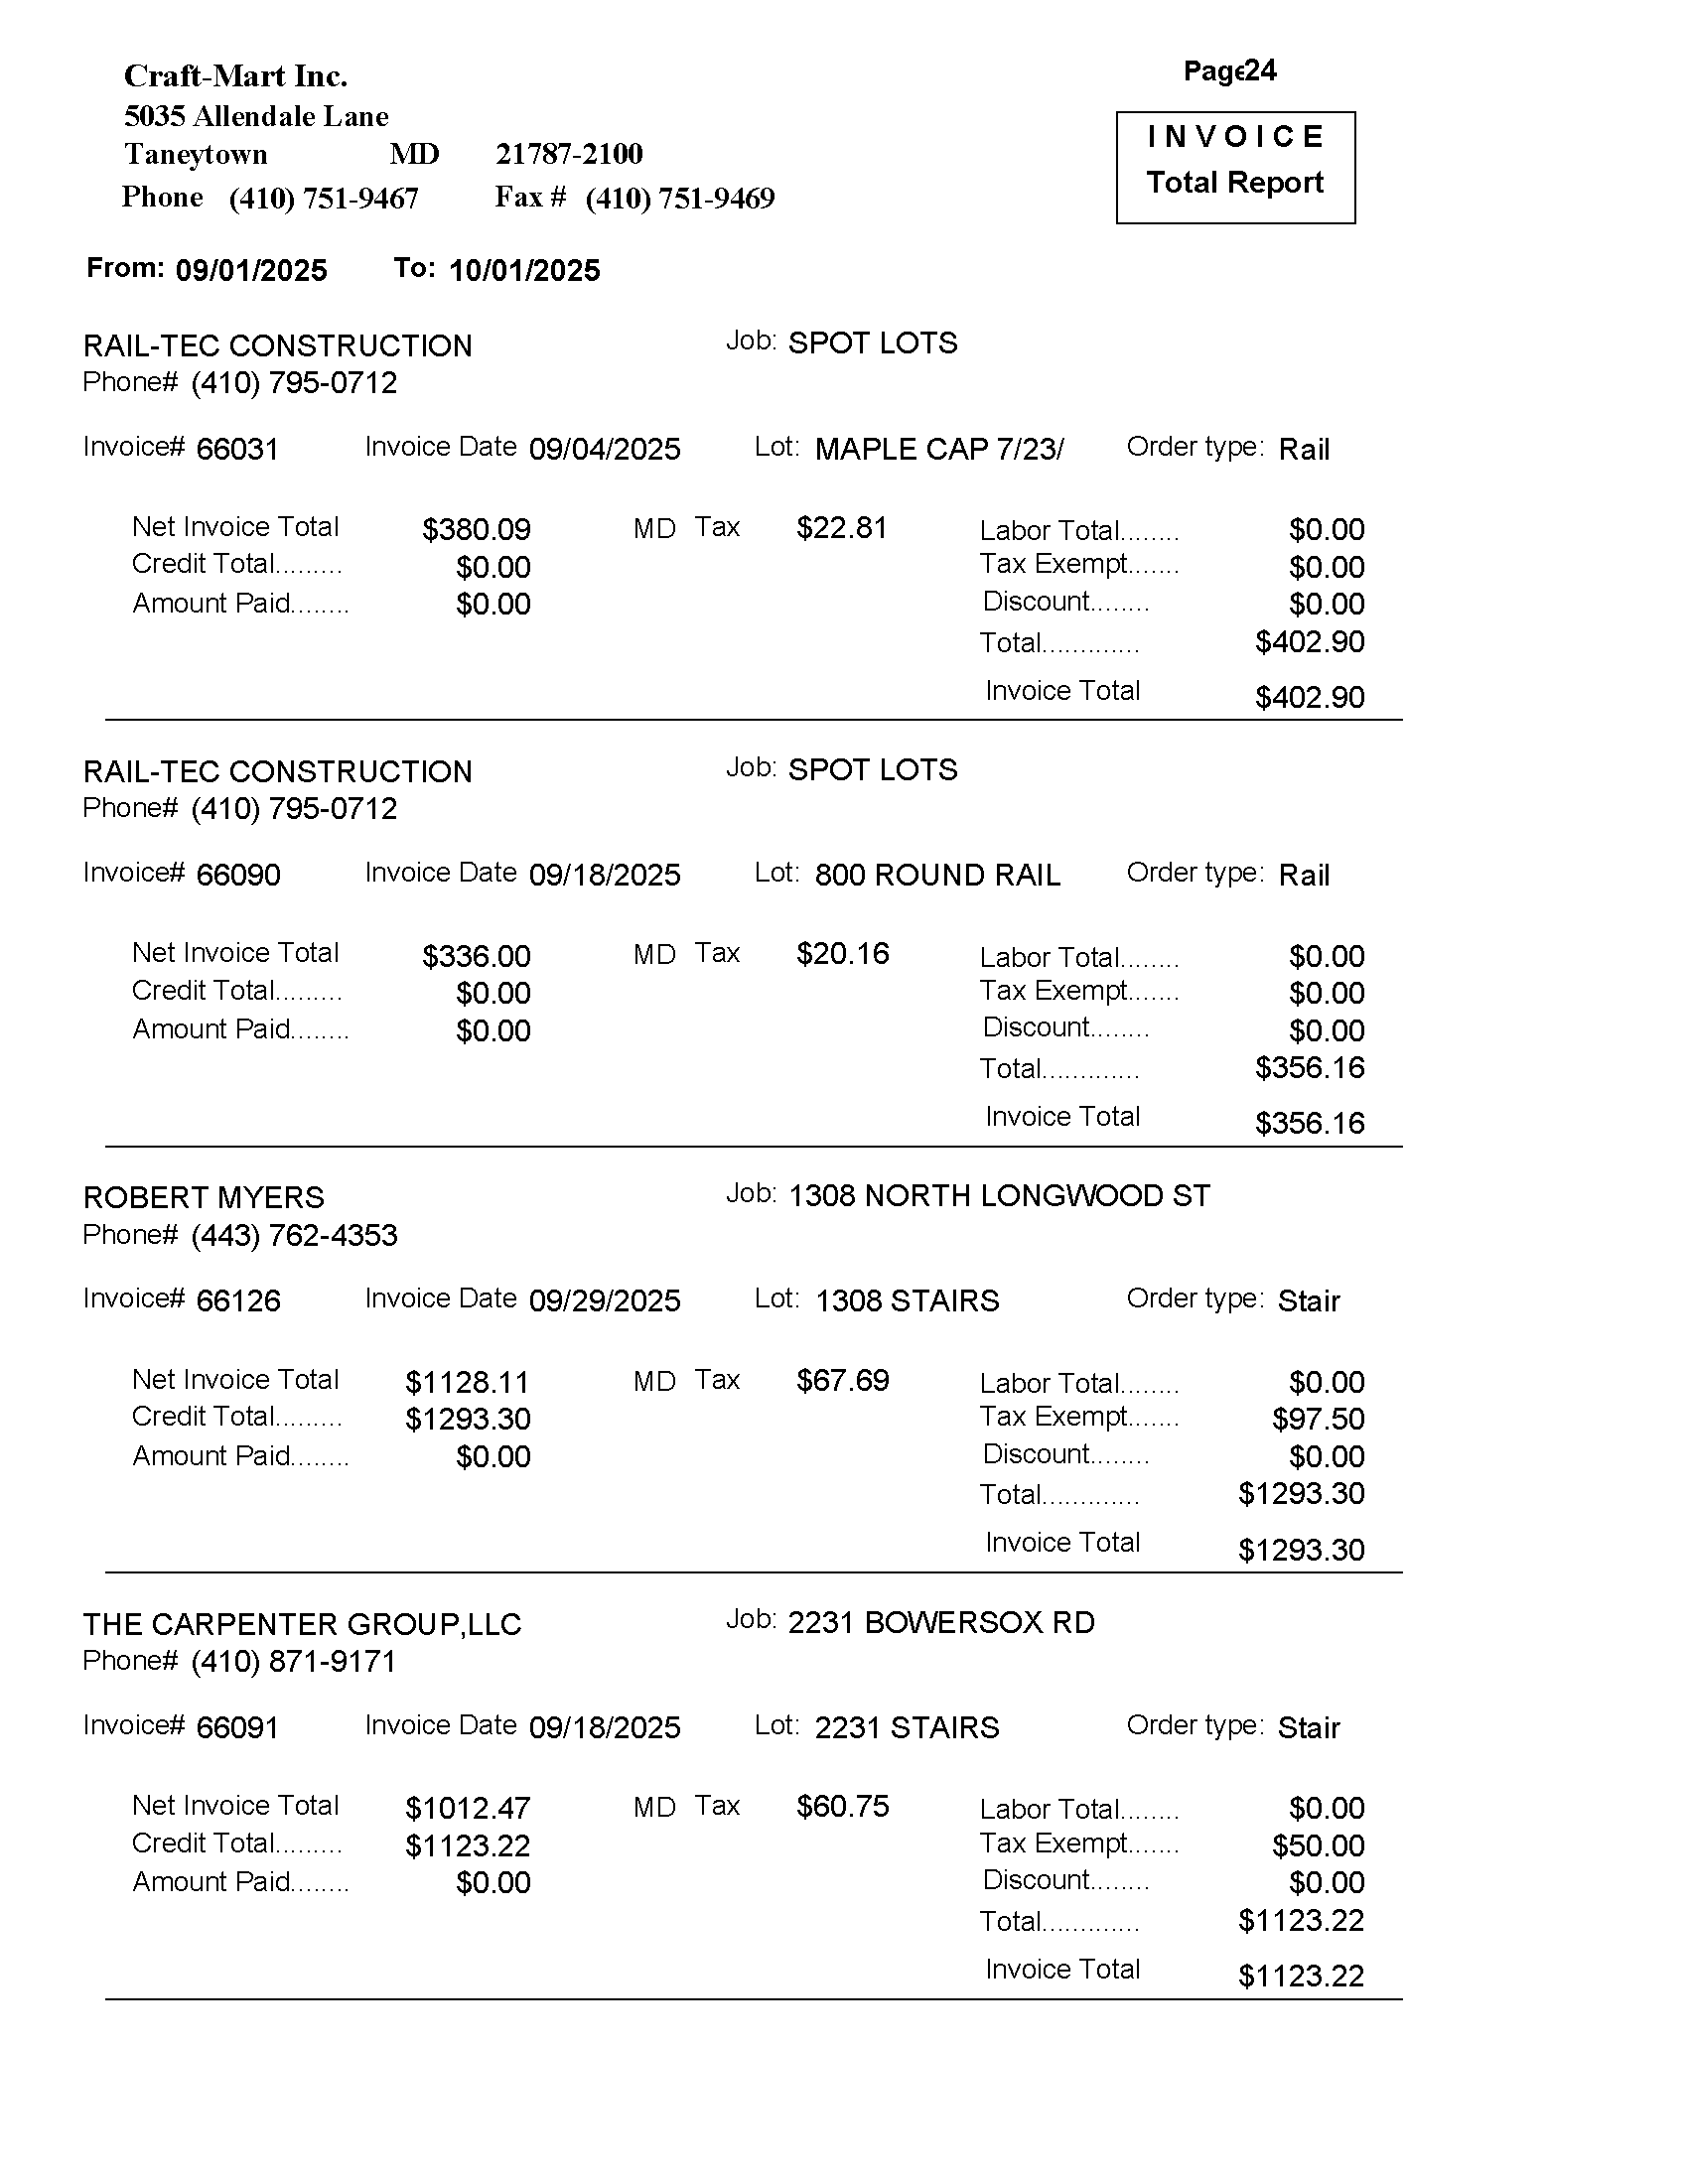 Craft-Mart Inc. Page24
5035 Allendale Lane INVOICE
Taneytown MD 21787-2100 Total Report
Phone (410) 751-9467 Fax # (410) 751-9469
From: 09/01/2025 To: 10/01/2025
RAIL-TEC CONSTRUCTION Job: SPOT LOTS
Phone# (410) 795-0712
Invoice# 66031 Invoice Date 09/04/2025 Lot: MAPLE CAP 7/23/ Order type: Rail
Net Invoice Total $380.09 MD Tax $22.81 Labor Total........ $0.00
Credit Total......... $0.00 Tax Exempt....... $0.00
Amount Paid........ $0.00 Discount........ $0.00
Total............. $402.90
Invoice Total $402.90
RAIL-TEC CONSTRUCTION Job: SPOT LOTS
Phone# (410) 795-0712
Invoice# 66090 Invoice Date 09/18/2025 Lot: 800 ROUND RAIL Order type: Rail
Net Invoice Total $336.00 MD Tax $20.16 Labor Total........ $0.00
Credit Total......... $0.00 Tax Exempt....... $0.00
Amount Paid........ $0.00 Discount........ $0.00
Total............. $356.16
Invoice Total $356.16
ROBERT MYERS Job: 1308 NORTH LONGWOOD ST
Phone# (443) 762-4353
Invoice# 66126 Invoice Date 09/29/2025 Lot: 1308 STAIRS Order type: Stair
Net Invoice Total $1128.11 MD Tax $67.69 Labor Total........ $0.00
Credit Total......... $1293.30 Tax Exempt....... $97.50
Amount Paid........ $0.00 Discount........ $0.00
Total............. $1293.30
Invoice Total $1293.30
THE CARPENTER GROUP,LLC Job: 2231 BOWERSOX RD
Phone# (410) 871-9171
Invoice# 66091 Invoice Date 09/18/2025 Lot: 2231 STAIRS Order type: Stair
Net Invoice Total $1012.47 MD Tax $60.75 Labor Total........ $0.00
Credit Total......... $1123.22 Tax Exempt....... $50.00
Amount Paid........ $0.00 Discount........ $0.00
Total............. $1123.22
Invoice Total $1123.22